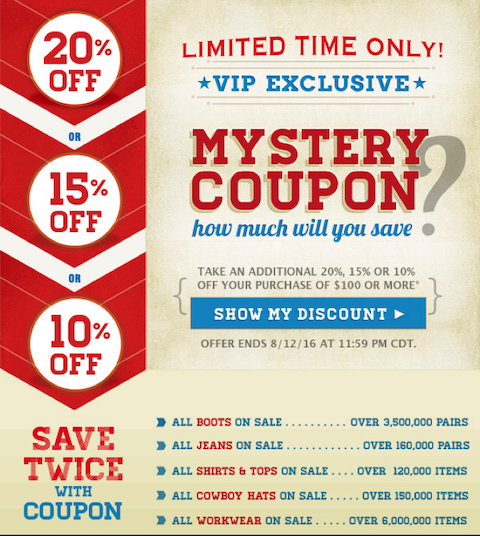 20% OFF
OR
15% OFF
OR
10% OFF
LIMITED TIME ONLY!
★VIP EXCLUSIVE★
MYSTERY
COUPON?
how much will you save
TAKE AN ADDITIONAL 20%, 15% OR 10%
OFF YOUR PURCHASE OF $100 OR MORE*
SHOW MY DISCOUNT ►
OFFER ENDS 8/12/16 AT 11:59 PM CDT.
SAVE
TWICE
WITH
COUPON
ALL BOOTS ON SALE . . . . . . . . . . OVER 3,500,000 PAIRS
ALL JEANS ON SALE . . . . . . . . . . . . OVER 160,000 PAIRS
ALL SHIRTS & TOPS ON SALE . . . . OVER 120,000 ITEMS
ALL COWBOY HATS ON SALE . . . . . OVER 150,000 ITEMS
ALL WORKWEAR ON SALE . . . . . OVER 6,000,000 ITEMS